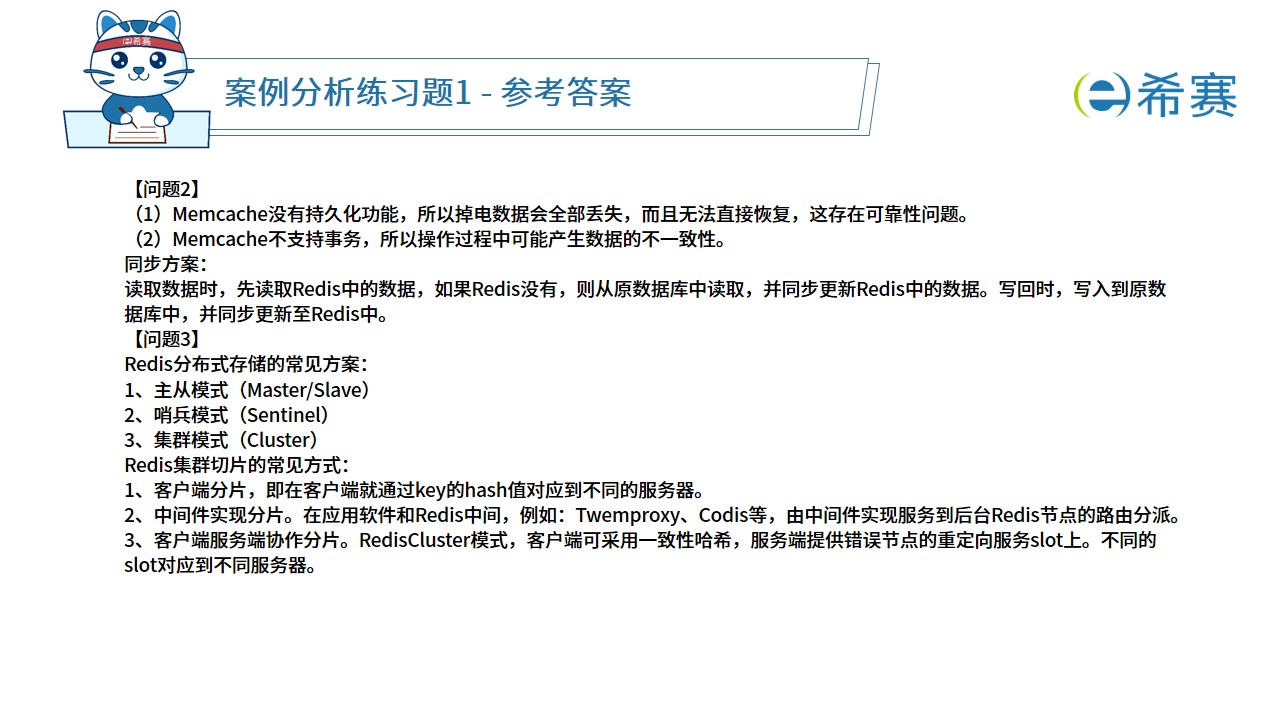 希赛
案例分析练习题1 - 参考答案
希赛
【问题2】
（1）Memcache没有持久化功能，所以掉电数据会全部丢失，而且无法直接恢复，这存在可靠性问题。
（2）Memcache不支持事务，所以操作过程中可能产生数据的不一致性。
同步方案：
读取数据时，先读取Redis中的数据，如果Redis没有，则从原数据库中读取，并同步更新Redis中的数据。写回时，写入到原数
据库中，并同步更新至Redis中。
【问题3】
Redis分布式存储的常见方案：
1、主从模式（Master/Slave）
2、哨兵模式（Sentinel）
3、集群模式（Cluster）
Redis集群切片的常见方式：
1、客户端分片，即在客户端就通过key的hash值对应到不同的服务器。
2、中间件实现分片。在应用软件和Redis中间，例如：Twemproxy、Codis等，由中间件实现服务到后台Redis节点的路由分派。
3、客户端服务端协作分片。RedisCluster模式，客户端可采用一致性哈希，服务端提供错误节点的重定向服务slot上。不同的
slot对应到不同服务器。